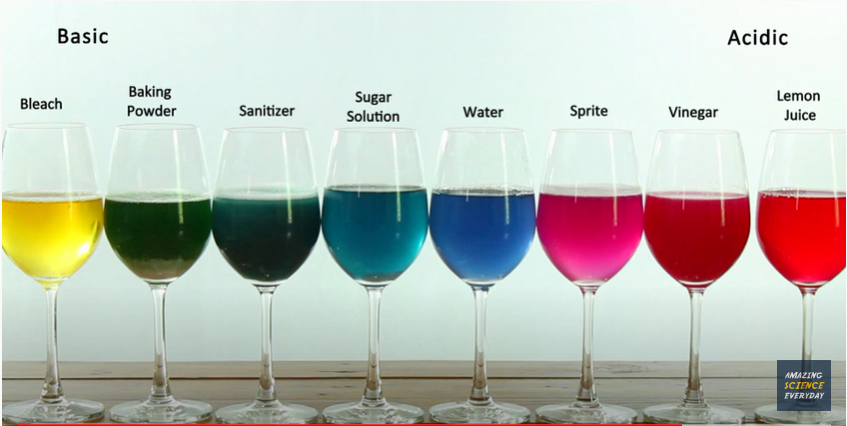 Basic
Acidic
Bleach
Baking
Powder
Sanitizer
Sugar
Solution
Water
Sprite
Vinegar
Lemon
Juice
AMAZING
SCIENCE
EVERYDAY